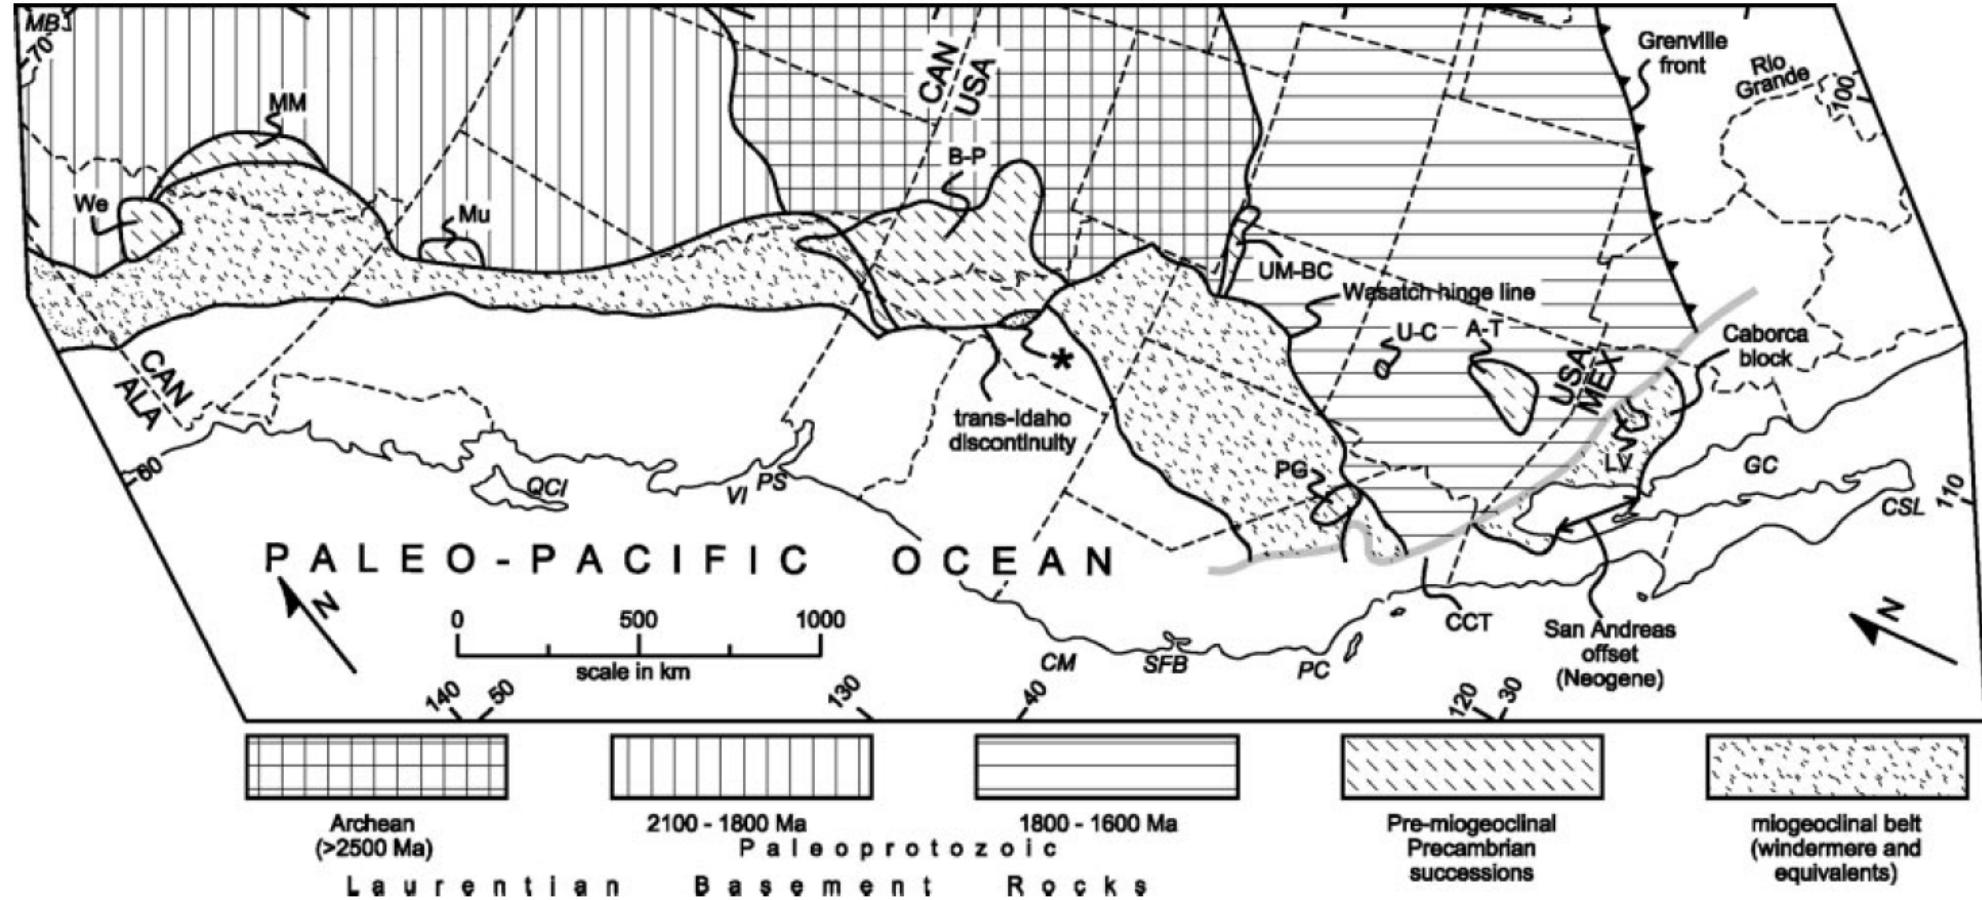 MB
70
MM
We
Mu
CAN
USA
B-P
Grenville
front
Rio
Grande
100
UM-BC
Wasatch hinge line
U-C
A-T
USA
MEX
Caborca
block
CAN
ALA
60
trans-Idaho
discontinuity
*
PG
LV
GC
CSL
110
QCI
VI
PS
PALEO-PACIFIC OCEAN
N
0 500 1000
scale in km
CM
SFB
PC
CCT
San Andreas
offset
(Neogene)
N
140
50
130
40
120
30
Archean
(>2500 Ma)
2100 - 1800 Ma
1800 - 1600 Ma
Paleoprotozoic
Laurentian Basement Rocks
Pre-miogeoclinal
Precambrian
successions
miogeoclinal belt
(windermere and
equivalents)